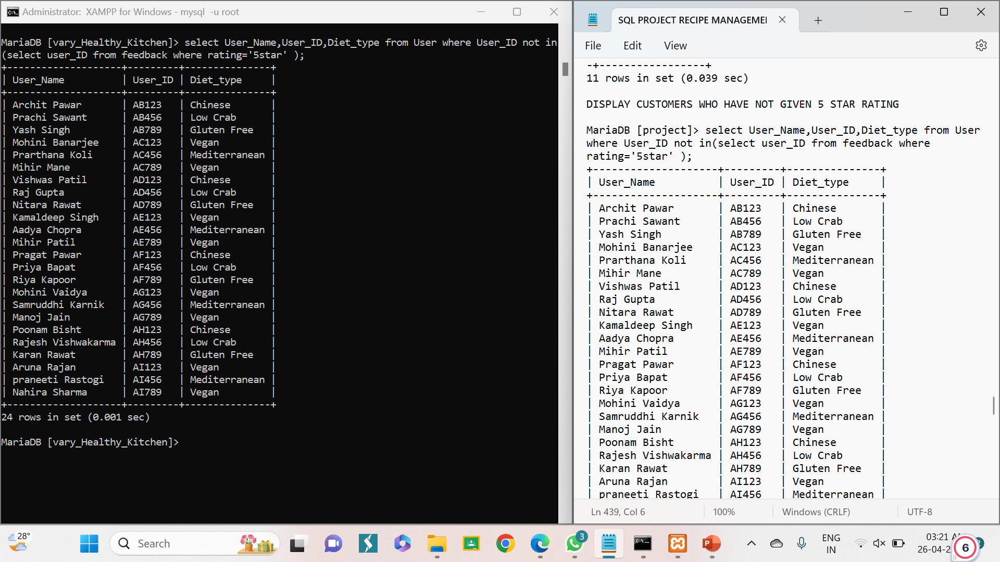 Administrator:  XAMPP for Windows - mysql  -u root
MariaDB [vary_Healthy_Kitchen]> select User_Name,User_ID,Diet_type from User where User_ID not in
(select user_ID from feedback where rating='5star' );
+--------------------+---------+---------------+
| User_Name          | User_ID | Diet_type     |
+--------------------+---------+---------------+
| Archit Pawar       | AB123   | Chinese       |
| Prachi Sawant      | AB456   | Low Crab      |
| Yash Singh         | AB789   | Gluten Free   |
| Mohini Banarjee    | AC123   | Vegan         |
| Prarthana Koli     | AC456   | Mediterranean |
| Mihir Mane         | AC789   | Vegan         |
| Vishwas Patil      | AD123   | Chinese       |
| Raj Gupta          | AD456   | Low Crab      |
| Nitara Rawat       | AD789   | Gluten Free   |
| Kamaldeep Singh    | AE123   | Vegan         |
| Aadya Chopra       | AE456   | Mediterranean |
| Mihir Patil        | AE789   | Vegan         |
| Pragat Pawar       | AF123   | Chinese       |
| Priya Bapat        | AF456   | Low Crab      |
| Riya Kapoor        | AF789   | Gluten Free   |
| Mohini Vaidya      | AG123   | Vegan         |
| Samruddhi Karnik   | AG456   | Mediterranean |
| Manoj Jain         | AG789   | Vegan         |
| Poonam Bisht       | AH123   | Chinese       |
| Rajesh Vishwakarma | AH456   | Low Crab      |
| Karan Rawat        | AH789   | Gluten Free   |
| Aruna Rajan        | AI123   | Vegan         |
| praneeti Rastogi   | AI456   | Mediterranean |
| Nahira Sharma      | AI789   | Vegan         |
+--------------------+---------+---------------+
24 rows in set (0.001 sec)
MariaDB [vary_Healthy_Kitchen]>
SQL PROJECT RECIPE MANAGEMEI
File Edit View
-+-----------------+
11 rows in set (0.039 sec)
DISPLAY CUSTOMERS WHO HAVE NOT GIVEN 5 STAR RATING
MariaDB [project]> select User_Name,User_ID,Diet_type from User
where User_ID not in(select user_ID from feedback where
rating='5star' );
+--------------------+---------+---------------+
| User_Name          | User_ID | Diet_type     |
+--------------------+---------+---------------+
| Archit Pawar       | AB123   | Chinese       |
| Prachi Sawant      | AB456   | Low Crab      |
| Yash Singh         | AB789   | Gluten Free   |
| Mohini Banarjee    | AC123   | Vegan         |
| Prarthana Koli     | AC456   | Mediterranean |
| Mihir Mane         | AC789   | Vegan         |
| Vishwas Patil      | AD123   | Chinese       |
| Raj Gupta          | AD456   | Low Crab      |
| Nitara Rawat       | AD789   | Gluten Free   |
| Kamaldeep Singh    | AE123   | Vegan         |
| Aadya Chopra       | AE456   | Mediterranean |
| Mihir Patil        | AE789   | Vegan         |
| Pragat Pawar       | AF123   | Chinese       |
| Priya Bapat        | AF456   | Low Crab      |
| Riya Kapoor        | AF789   | Gluten Free   |
| Mohini Vaidya      | AG123   | Vegan         |
| Samruddhi Karnik   | AG456   | Mediterranean |
| Manoj Jain         | AG789   | Vegan         |
| Poonam Bisht       | AH123   | Chinese       |
| Rajesh Vishwakarma | AH456   | Low Crab      |
| Karan Rawat        | AH789   | Gluten Free   |
| Aruna Rajan        | AI123   | Vegan         |
| praneeti Rastogi   | AI456   | Mediterranean |
Ln 439, Col 6 100% Windows (CRLF) UTF-8
28°
Search
3
ENG
IN
03:21
26-04-2
6